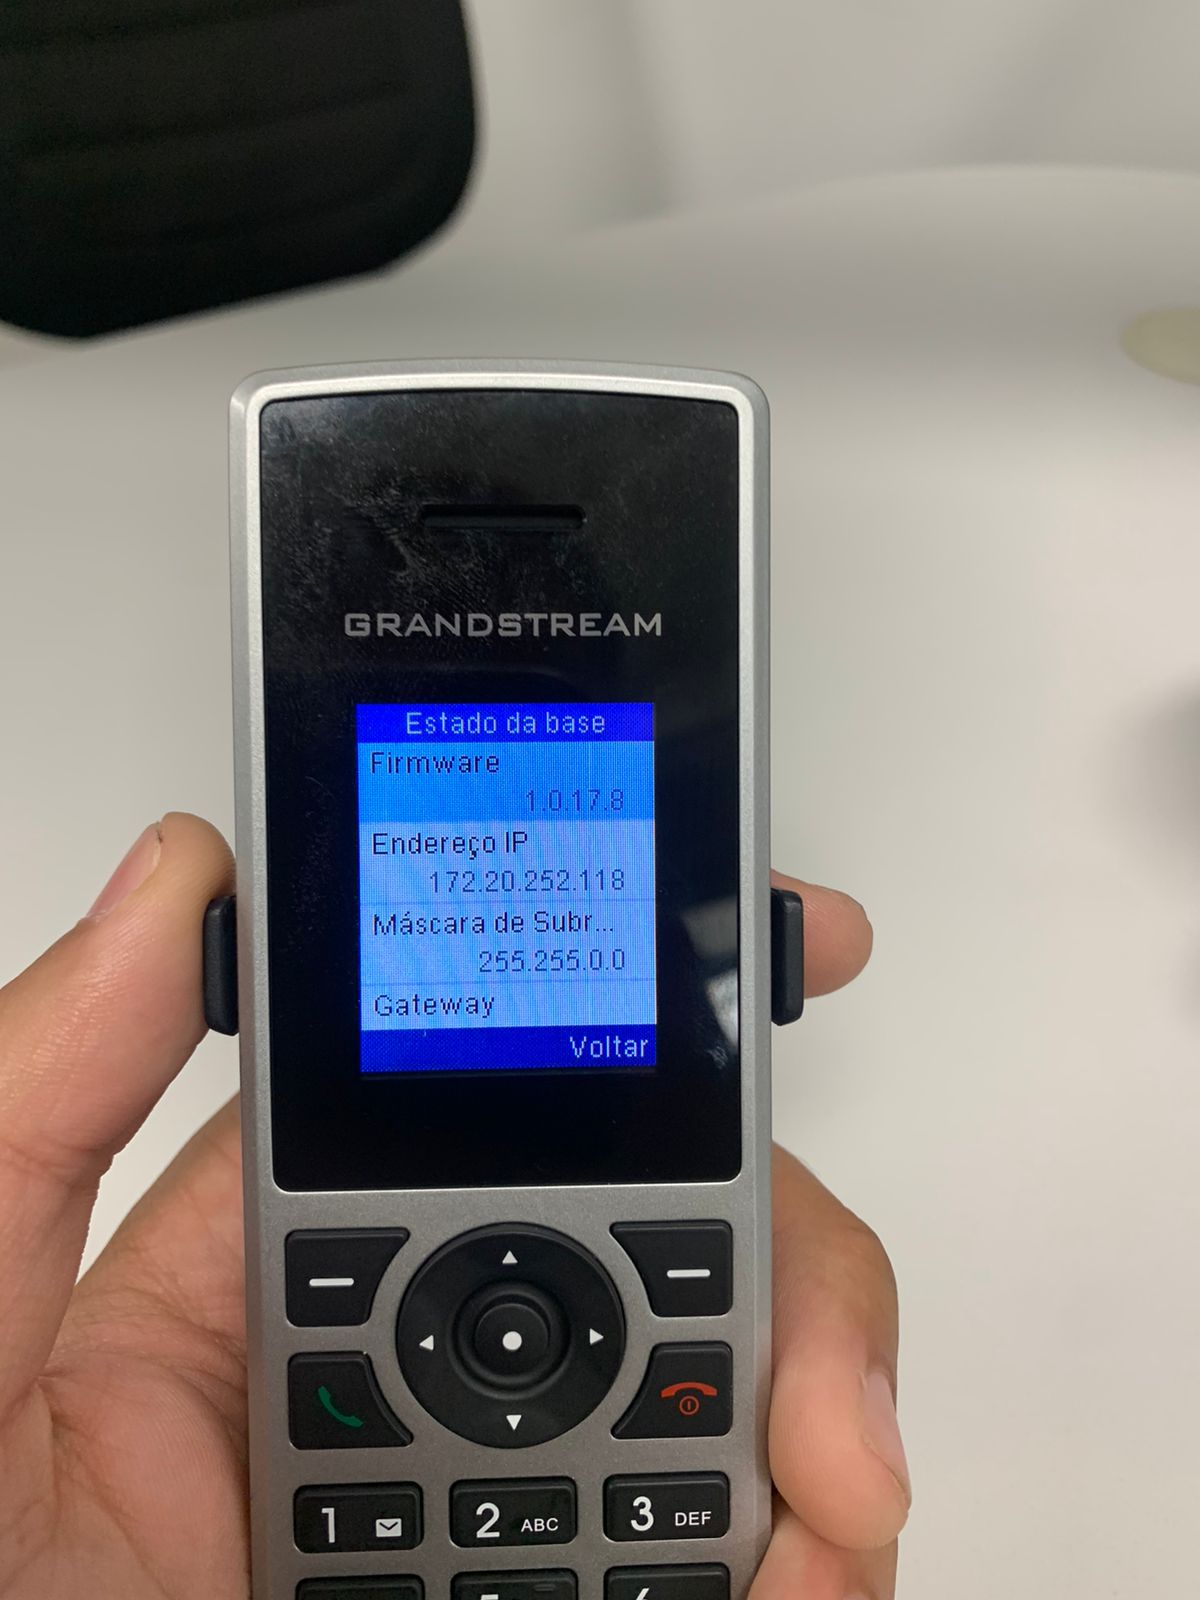 GRANDSTREAM
Estado da base
Firmware
1.0.17.8
Endereço IP
172.20.252.118
Máscara de Subr...
255.255.0.0
Gateway
Voltar
1
2 ABC
3 DEF